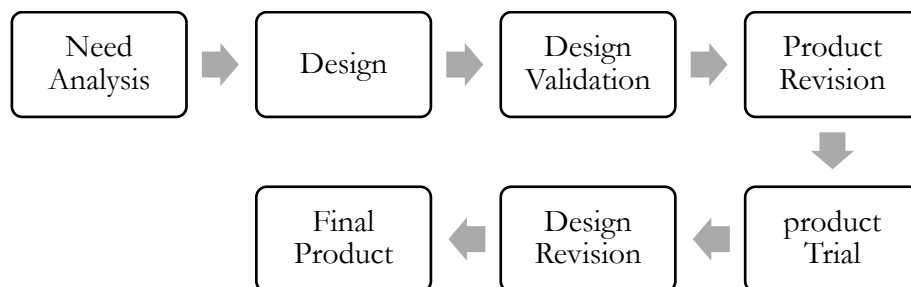 Need
Analysis
Design
Design
Validation
Product
Revision
product
Trial
Design
Revision
Final
Product